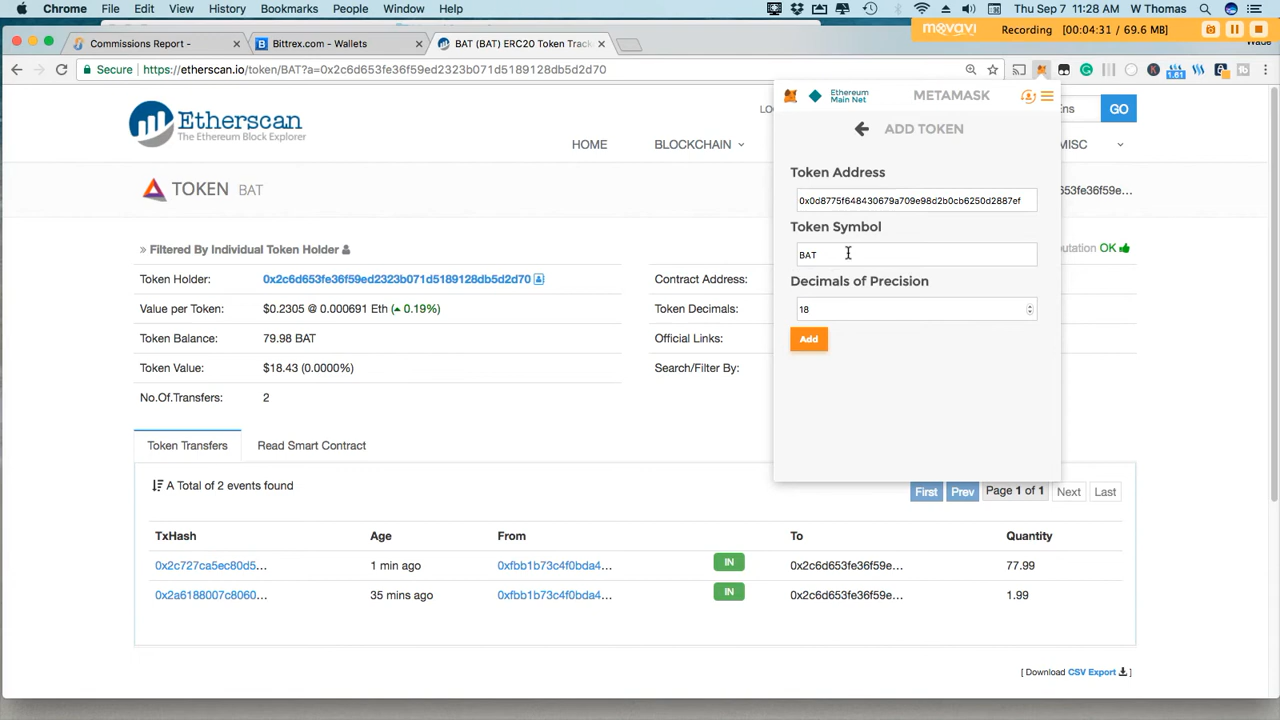 Chrome File Edit View History Bookmarks People Window Help
Thu Sep 7 11:28 AM W Thomas
movavi Recording [00:04:31 / 69.6 MB]
Commissions Report -
Bittrex.com - Wallets
BAT (BAT) ERC20 Token Track
Secure https://etherscan.io/token/BAT?a=0x2c6d653fe36f59ed2323b071d5189128db5d2d70
1.61
Etherscan
The Ethereum Block Explorer
LO
Ens
GO
HOME BLOCKCHAIN MISC
TOKEN BAT
53fe36f59e...
Filtered By Individual Token Holder
putation OK
Token Holder: 0x2c6d653fe36f59ed2323b071d5189128db5d2d70
Contract Address:
Value per Token: $0.2305 @ 0.000691 Eth (0.19%)
Token Decimals:
Token Balance: 79.98 BAT
Official Links:
Token Value: $18.43 (0.0000%)
Search/Filter By:
No.Of.Transfers: 2
Ethereum
Main Net
METAMASK
ADD TOKEN
Token Address
0x0d8775f648430679a709e98d2b0cb6250d2887ef
Token Symbol
BAT
Decimals of Precision
18
Add
Token Transfers Read Smart Contract
A Total of 2 events found
First Prev Page 1 of 1 Next Last
TxHash Age From To Quantity
0x2c727ca5ec80d5... 1 min ago 0xfbb1b73c4f0bda4... IN 0x2c6d653fe36f59e... 77.99
0x2a6188007c8060... 35 mins ago 0xfbb1b73c4f0bda4... IN 0x2c6d653fe36f59e... 1.99
[ Download CSV Export ]